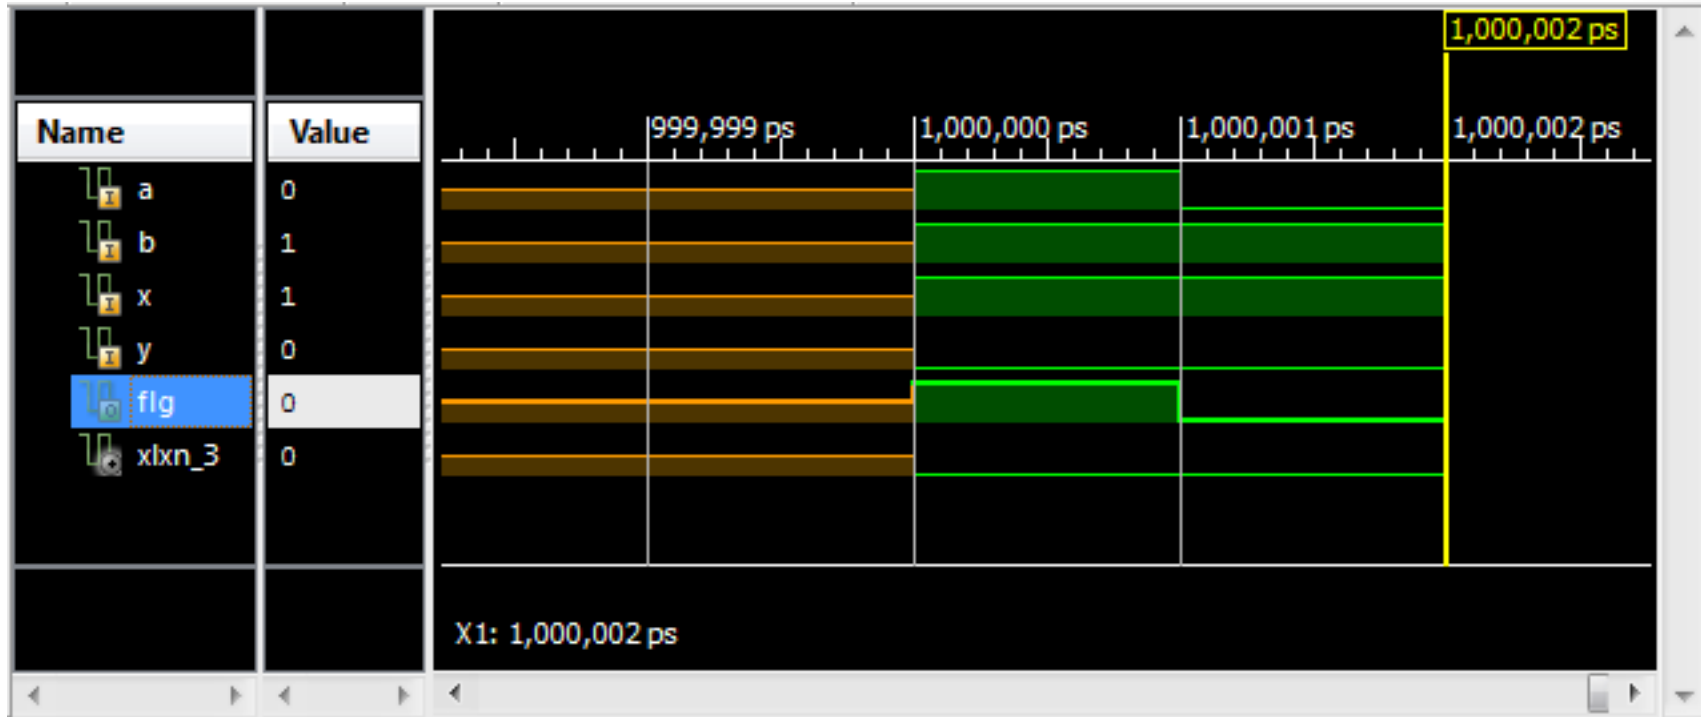 1,000,002 ps
Name Value 999,999 ps 1,000,000 ps 1,000,001 ps 1,000,002 ps
I a 0
I b 1
I x 1
I y 0
O flg 0
xlxn_3 0
X1: 1,000,002 ps